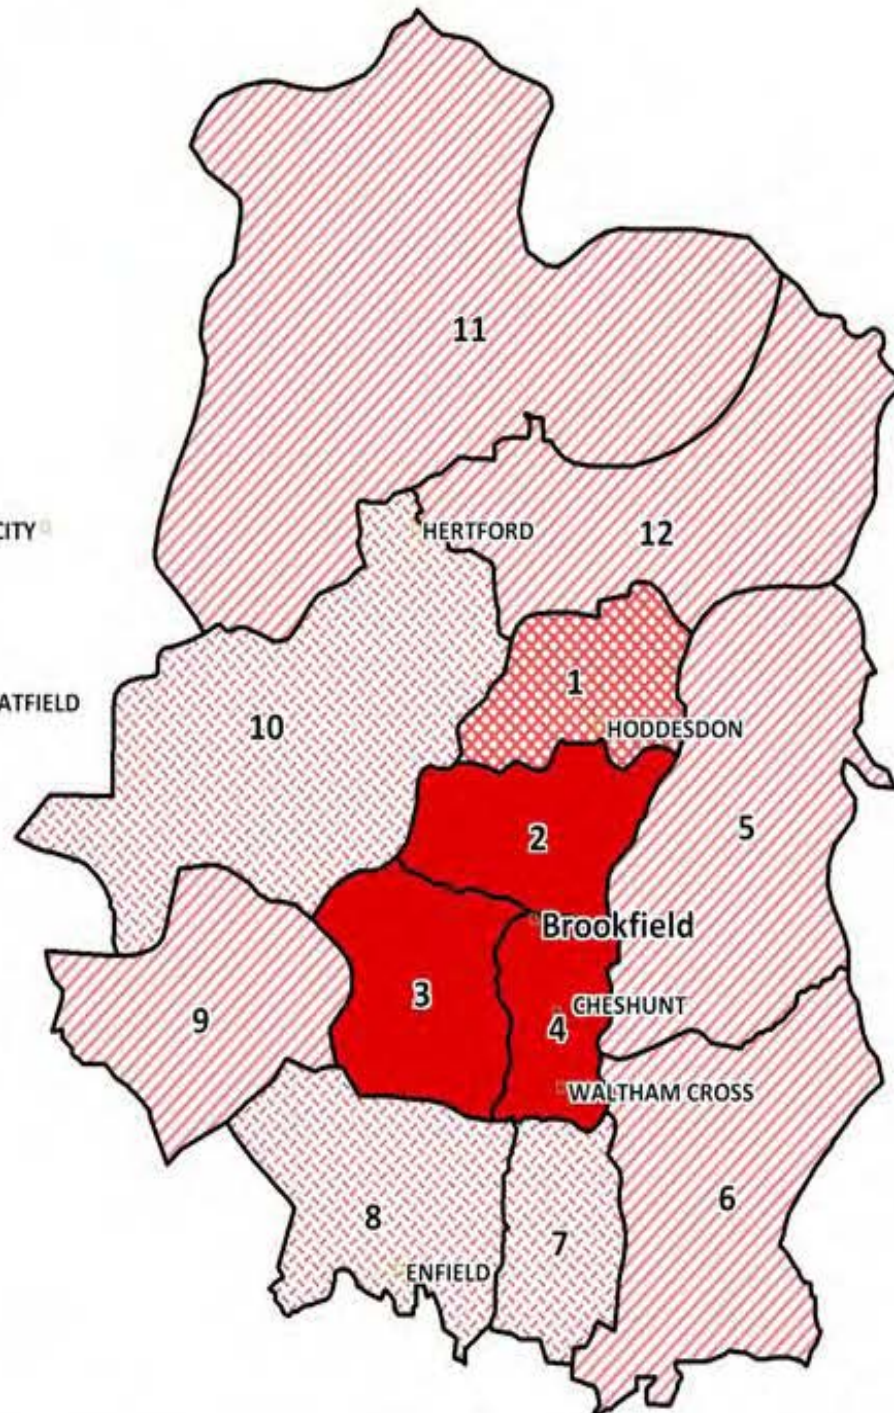 11
CITY
HERTFORD
12
1
ATFIELD
10
HODDESDON
5
2
Brookfield
3
CHESHUNT
9
4
WALTHAM CROSS
6
8
7
ENFIELD